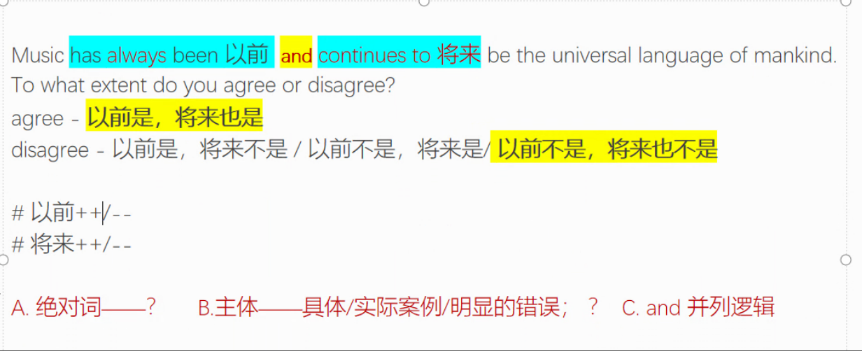 Music has always been 以前 and continues to 将来 be the universal language of mankind.
To what extent do you agree or disagree?
agree - 以前是，将来也是
disagree - 以前是，将来不是 / 以前不是，将来是/ 以前不是，将来也不是
# 以前++/--
# 将来++/--
A. 绝对词——? B.主体——具体/实际案例/明显的错误； ? C. and 并列逻辑